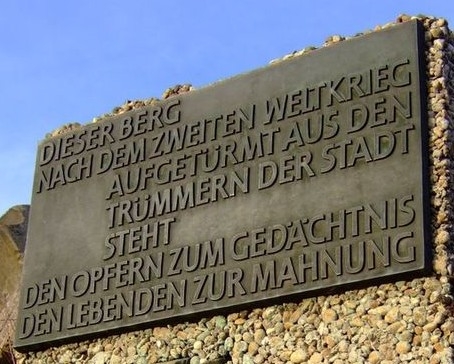 DIESER BERG
NACH DEM ZWEITEN WELTKRIEG
AUFGETÜRMT AUS DEN
TRÜMMERN DER STADT
STEHT
DEN OPFERN ZUM GEDÄCHTNIS
DEN LEBENDEN ZUR MAHNUNG